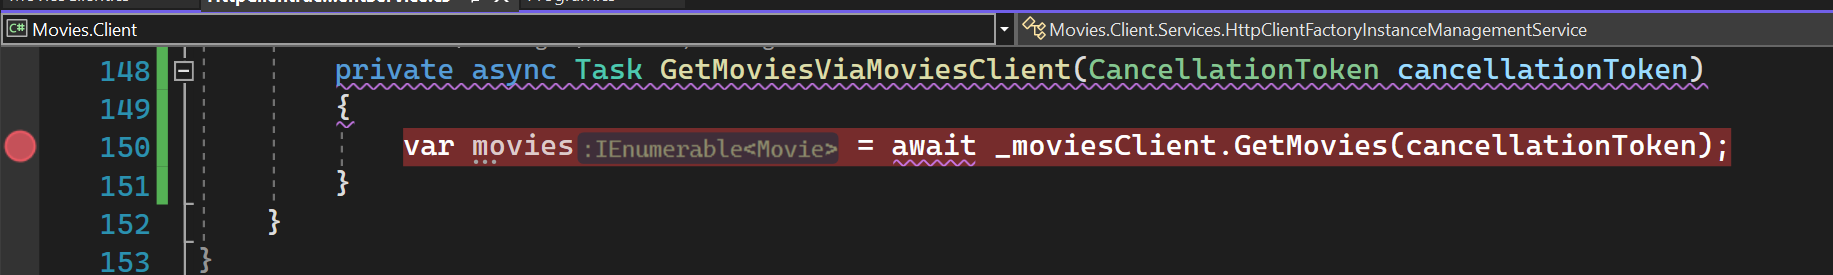 C# Movies.Client
Movies.Client.Services.HttpClientFactoryInstanceManagementService
148 private async Task GetMoviesViaMoviesClient(CancellationToken cancellationToken)
149 {
150 var movies :IEnumerable<Movie> = await _moviesClient.GetMovies(cancellationToken);
151 }
152 }
153 }